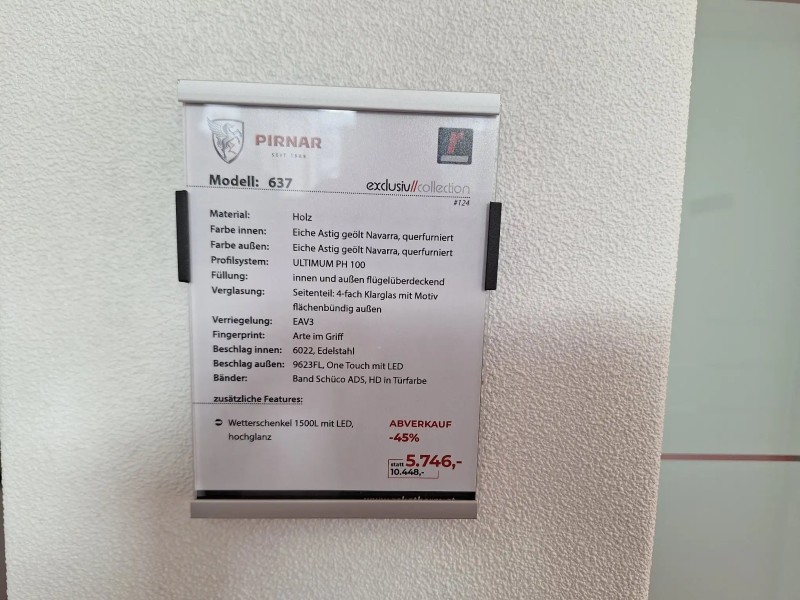 PIRNAR
SEIT 1968
Modell: 637
exclusiv//collection
#124
Material: Holz
Farbe innen: Eiche Astig geölt Navarra, querfurniert
Farbe außen: Eiche Astig geölt Navarra, querfurniert
Profilsystem: ULTIMUM PH 100
Füllung: innen und außen flügelüberdeckend
Verglasung: Seitenteil: 4-fach Klarglas mit Motiv
flächenbündig außen
Verriegelung: EAV3
Fingerprint: Arte im Griff
Beschlag innen: 6022, Edelstahl
Beschlag außen: 9623FL, One Touch mit LED
Bänder: Band Schüco ADS, HD in Türfarbe
zusätzliche Features:
Wetterschenkel 1500L mit LED,
hochglanz
ABVERKAUF
-45%
statt 5.746,-
10.448,-